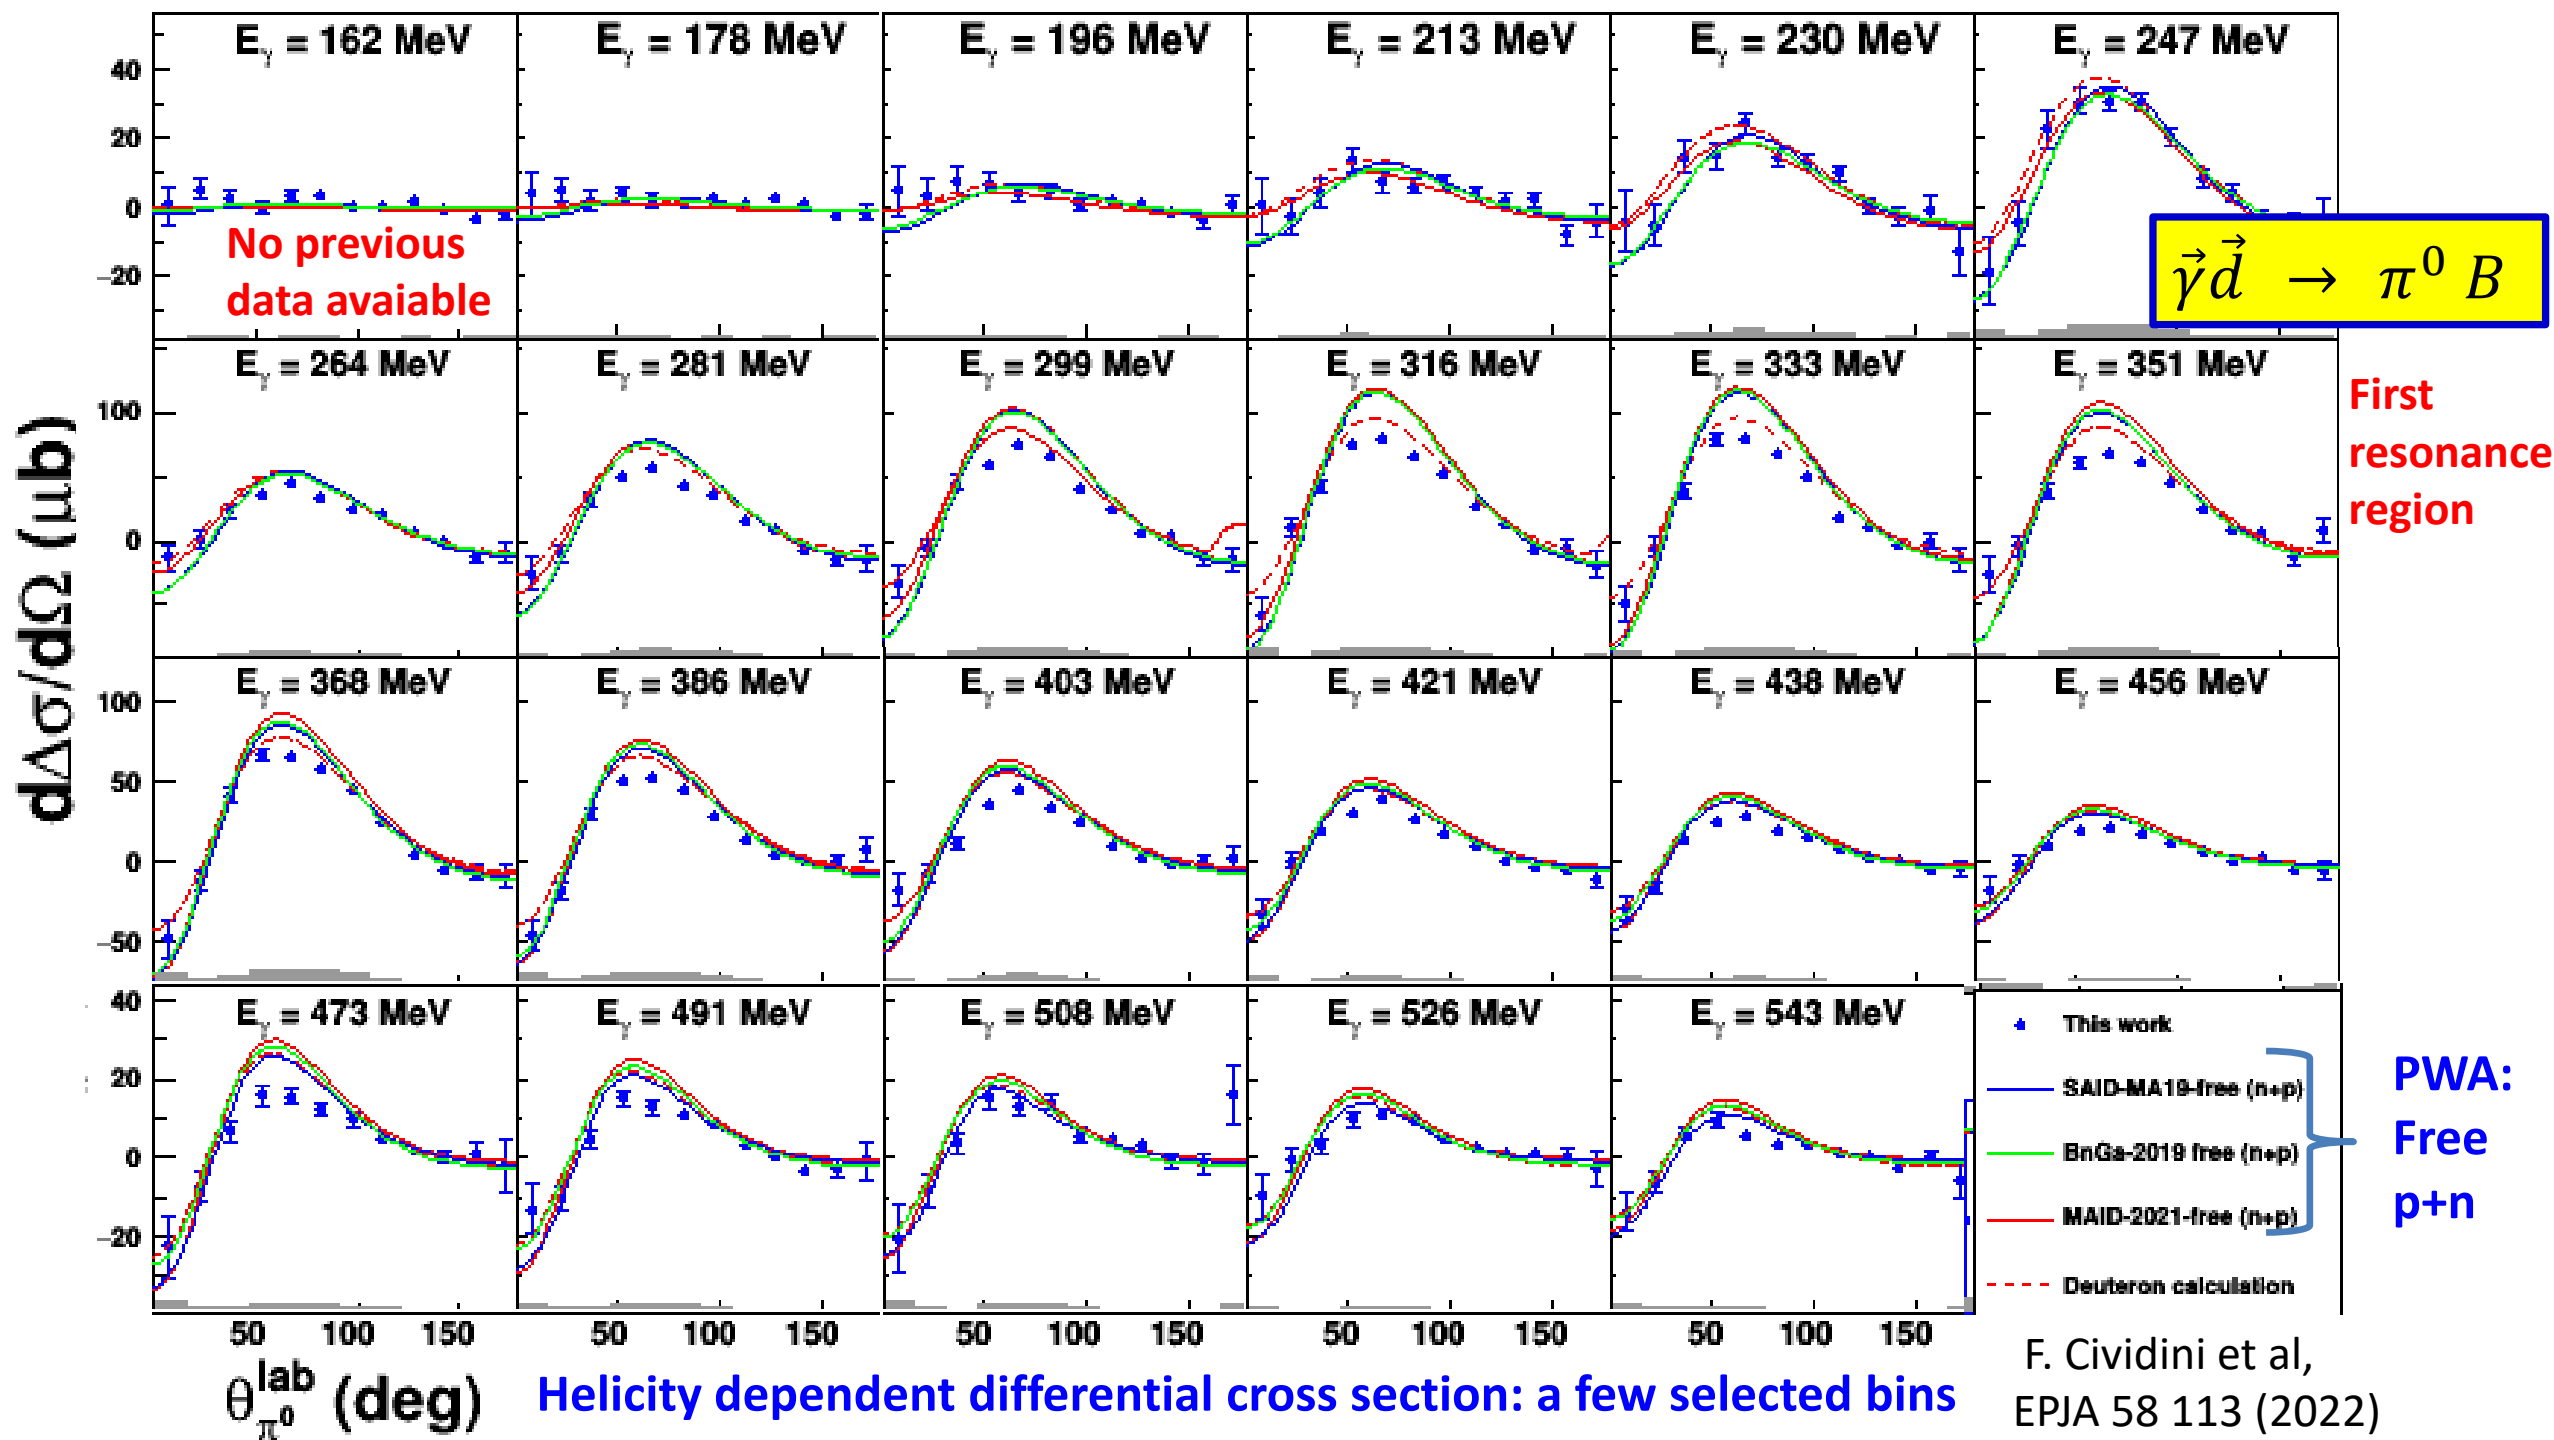 E_γ = 162 MeV
E_γ = 178 MeV
E_γ = 196 MeV
E_γ = 213 MeV
E_γ = 230 MeV
E_γ = 247 MeV
40
20
0
−20
No previous
data avaiable
γ⃗d⃗ → π⁰ B
E_γ = 264 MeV
E_γ = 281 MeV
E_γ = 299 MeV
E_γ = 316 MeV
E_γ = 333 MeV
E_γ = 351 MeV
100
0
First
resonance
region
dΔσ/dΩ (μb)
E_γ = 368 MeV
E_γ = 386 MeV
E_γ = 403 MeV
E_γ = 421 MeV
E_γ = 438 MeV
E_γ = 456 MeV
100
50
0
−50
E_γ = 473 MeV
E_γ = 491 MeV
E_γ = 508 MeV
E_γ = 526 MeV
E_γ = 543 MeV
40
20
0
−20
This work
SAID-MA19-free (n+p)
BnGa-2019 free (n+p)
MAID-2021-free (n+p)
Deuteron calculation
PWA:
Free
p+n
50 100 150
50 100 150
50 100 150
50 100 150
50 100 150
θ_π⁰^lab (deg)
Helicity dependent differential cross section: a few selected bins
F. Cividini et al,
EPJA 58 113 (2022)